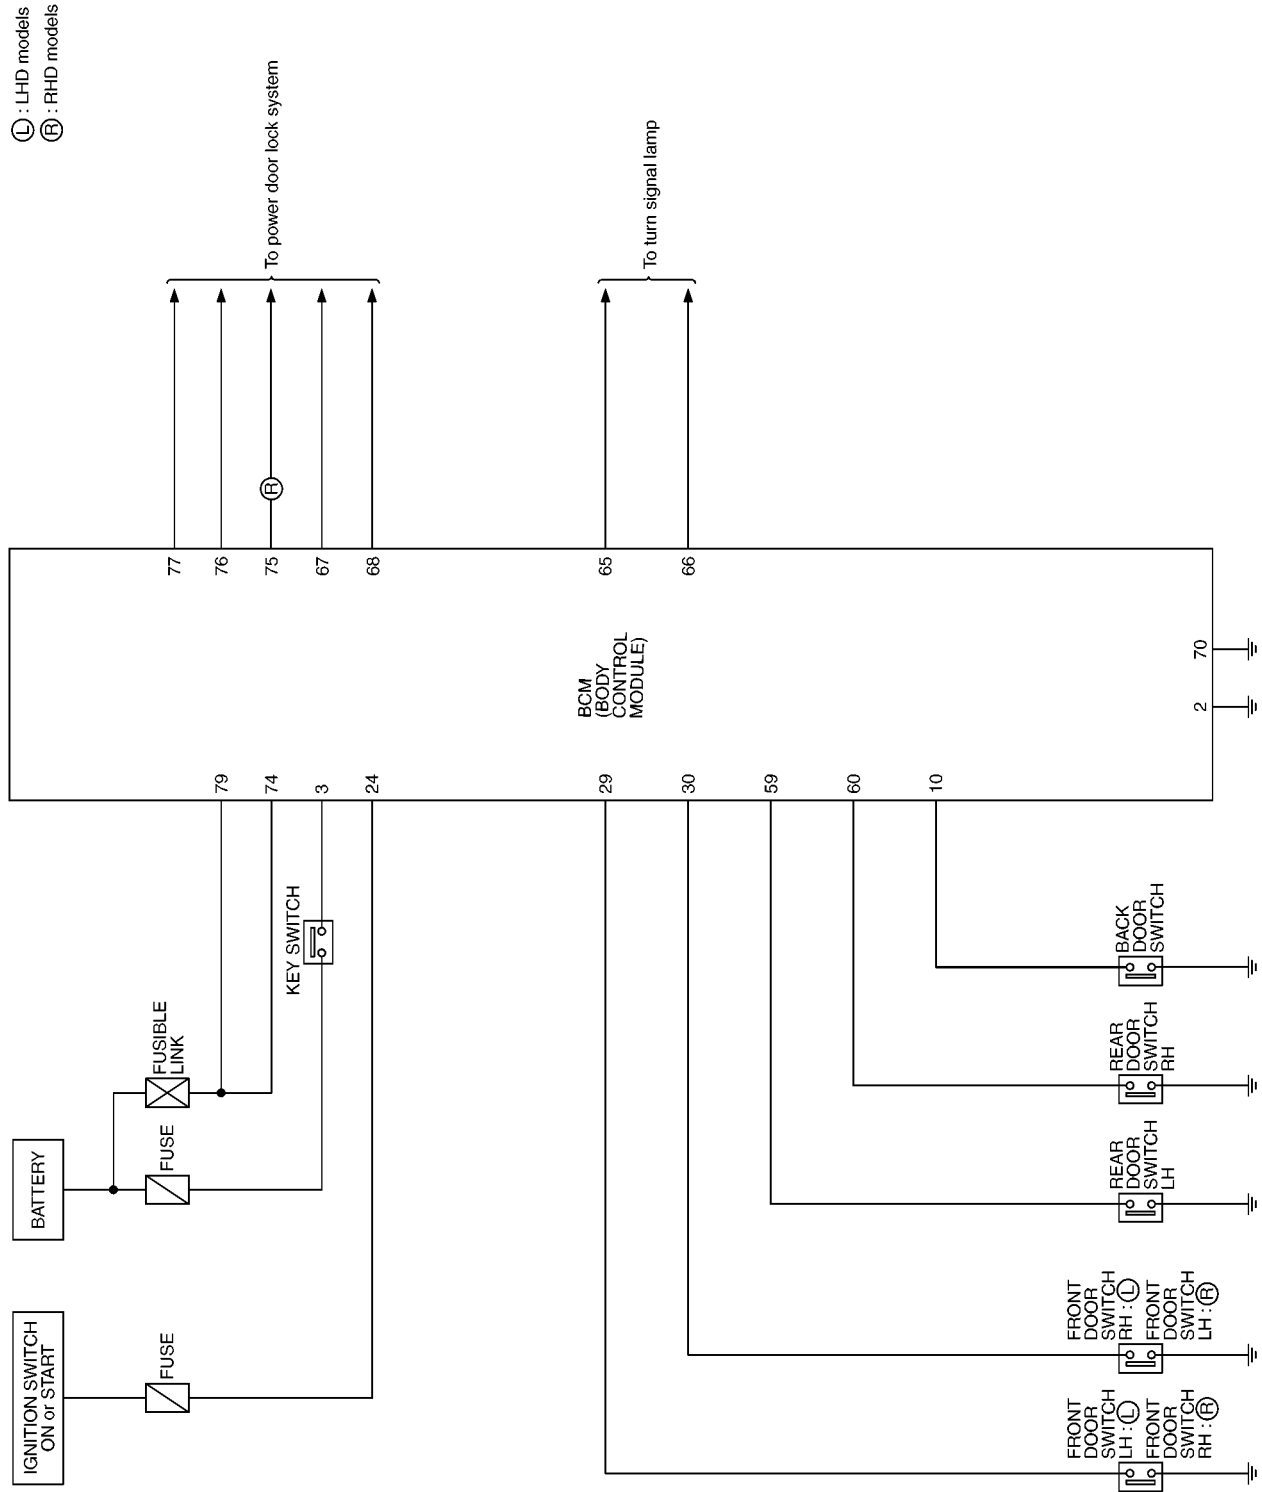 Ⓛ : LHD models
Ⓡ : RHD models
IGNITION SWITCH
ON or START
BATTERY
FUSE
FUSE
FUSIBLE
LINK
KEY SWITCH
79
74
3
24
77
76
75
67
68
Ⓡ
To power door lock system
BCM
(BODY
CONTROL
MODULE)
29
30
59
60
10
65
66
To turn signal lamp
2
70
FRONT
DOOR
SWITCH
LH : Ⓛ
FRONT
DOOR
SWITCH
RH : Ⓡ
FRONT
DOOR
SWITCH
RH : Ⓛ
FRONT
DOOR
SWITCH
LH : Ⓡ
REAR
DOOR
SWITCH
LH
REAR
DOOR
SWITCH
RH
BACK
DOOR
SWITCH